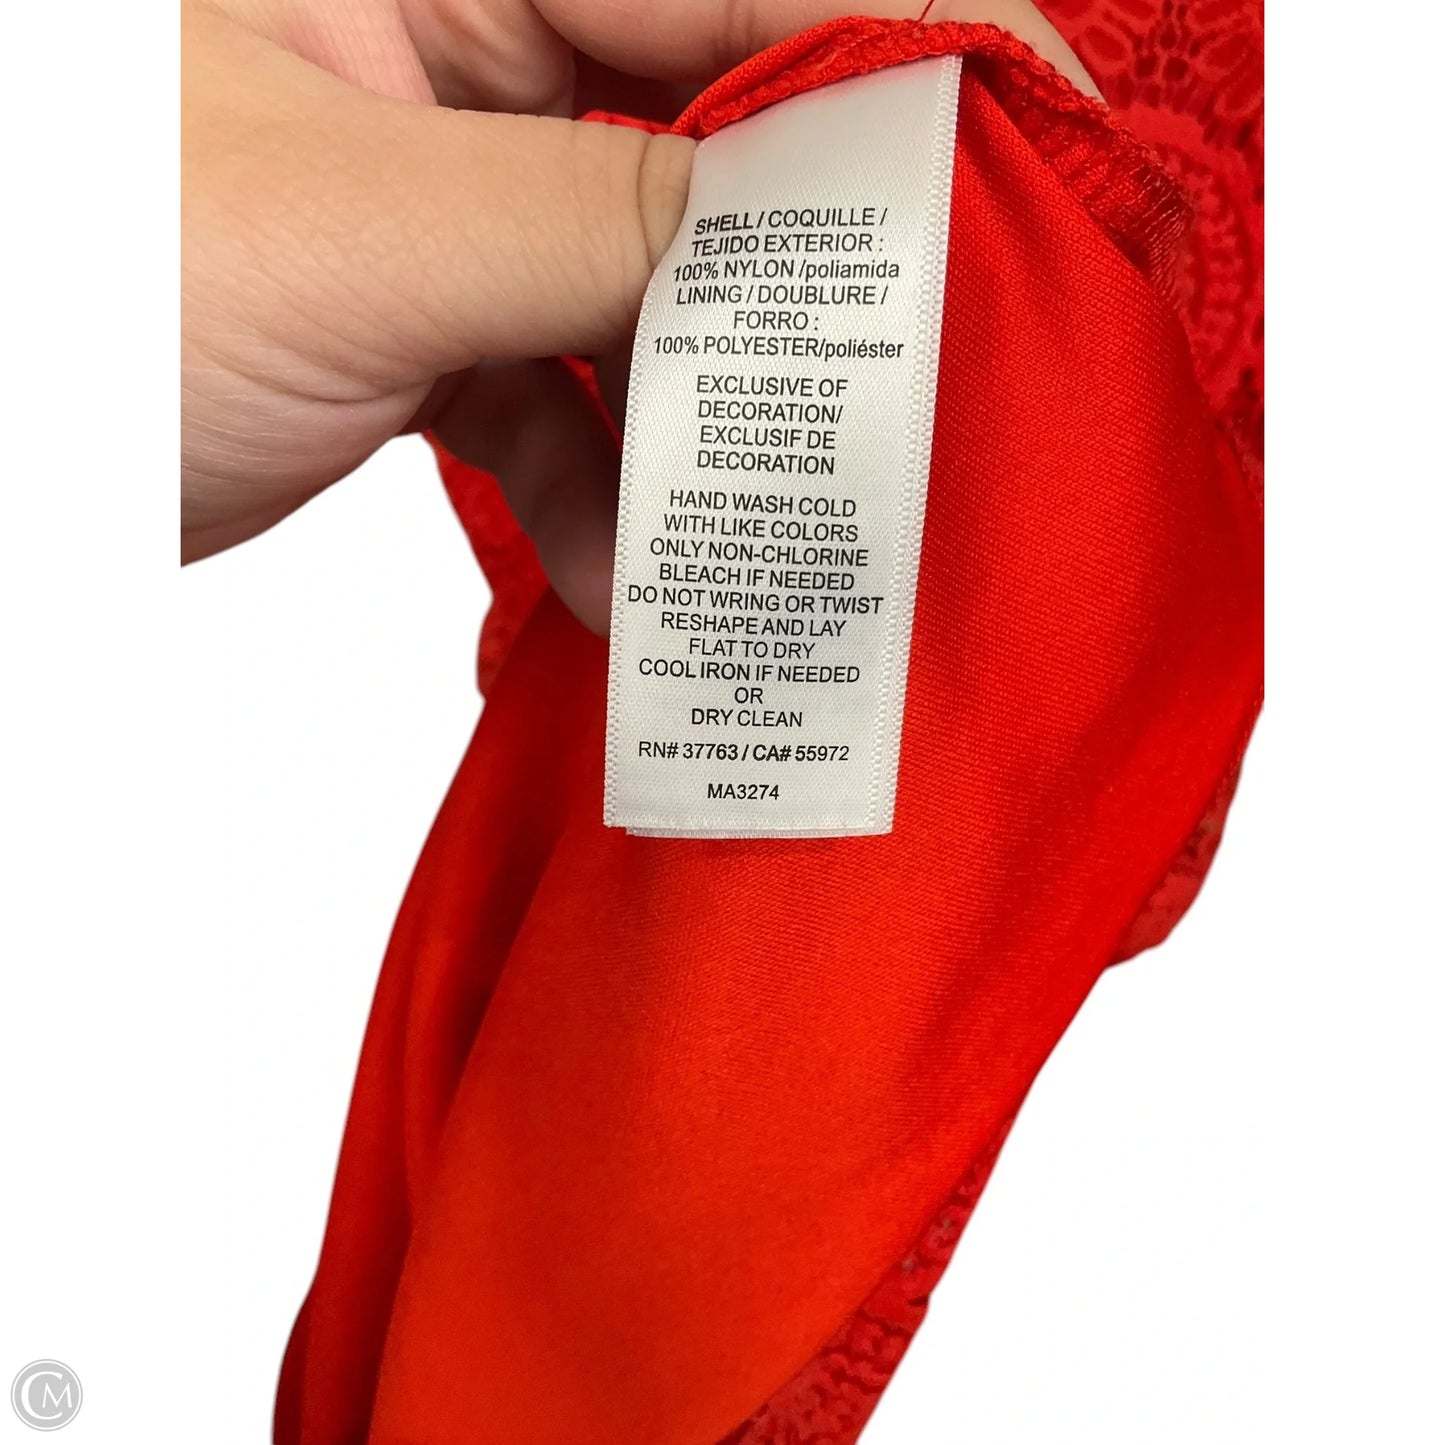 SHELL / COQUILLE /
TEJIDO EXTERIOR :
100% NYLON /poliamida
LINING / DOUBLURE /
FORRO :
100% POLYESTER/poliéster
EXCLUSIVE OF
DECORATION/
EXCLUSIF DE
DECORATION
HAND WASH COLD
WITH LIKE COLORS
ONLY NON-CHLORINE
BLEACH IF NEEDED
DO NOT WRING OR TWIST
RESHAPE AND LAY
FLAT TO DRY
COOL IRON IF NEEDED
OR
DRY CLEAN
RN# 37763 / CA# 55972
MA3274
CM